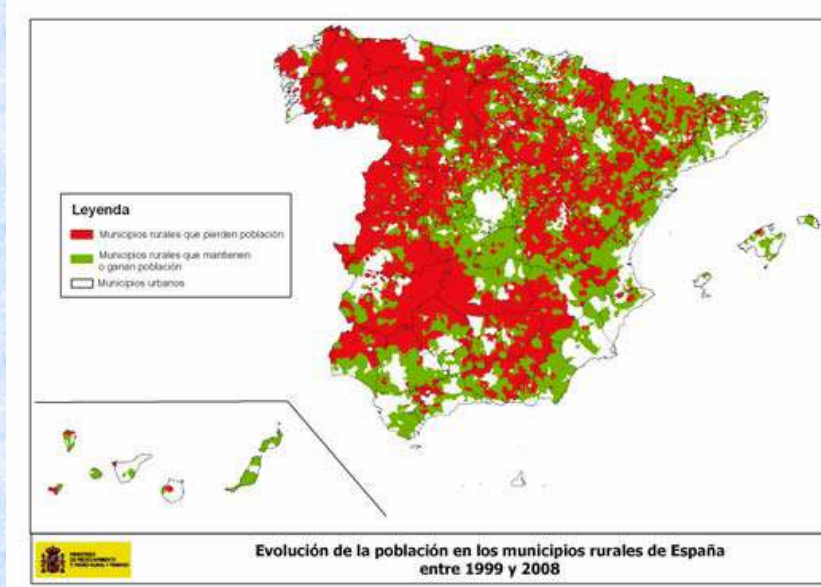 Leyenda
Municipios rurales que pierden población
Municipios rurales que mantienen
o ganan población
Municipios urbanos
Evolución de la población en los municipios rurales de España
entre 1999 y 2008